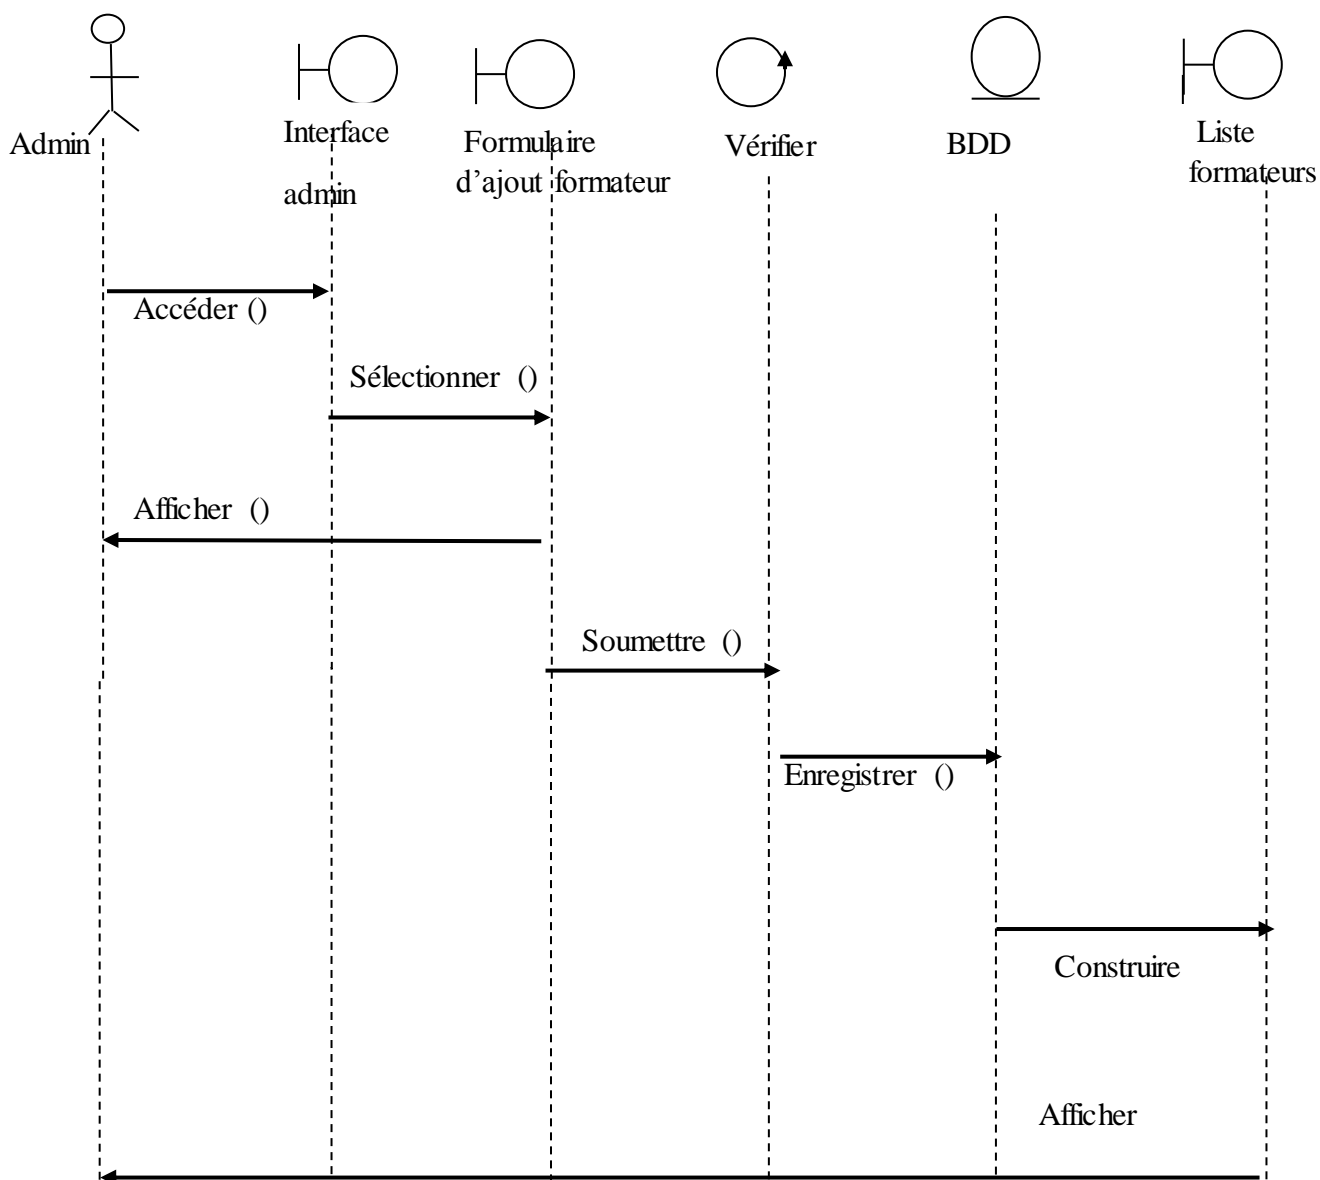 Admin
Interface
admin
Formulaire
d'ajout formateur
Vérifier
BDD
Liste
formateurs
Accéder ()
Sélectionner ()
Afficher ()
Soumettre ()
Enregistrer ()
Construire
Afficher